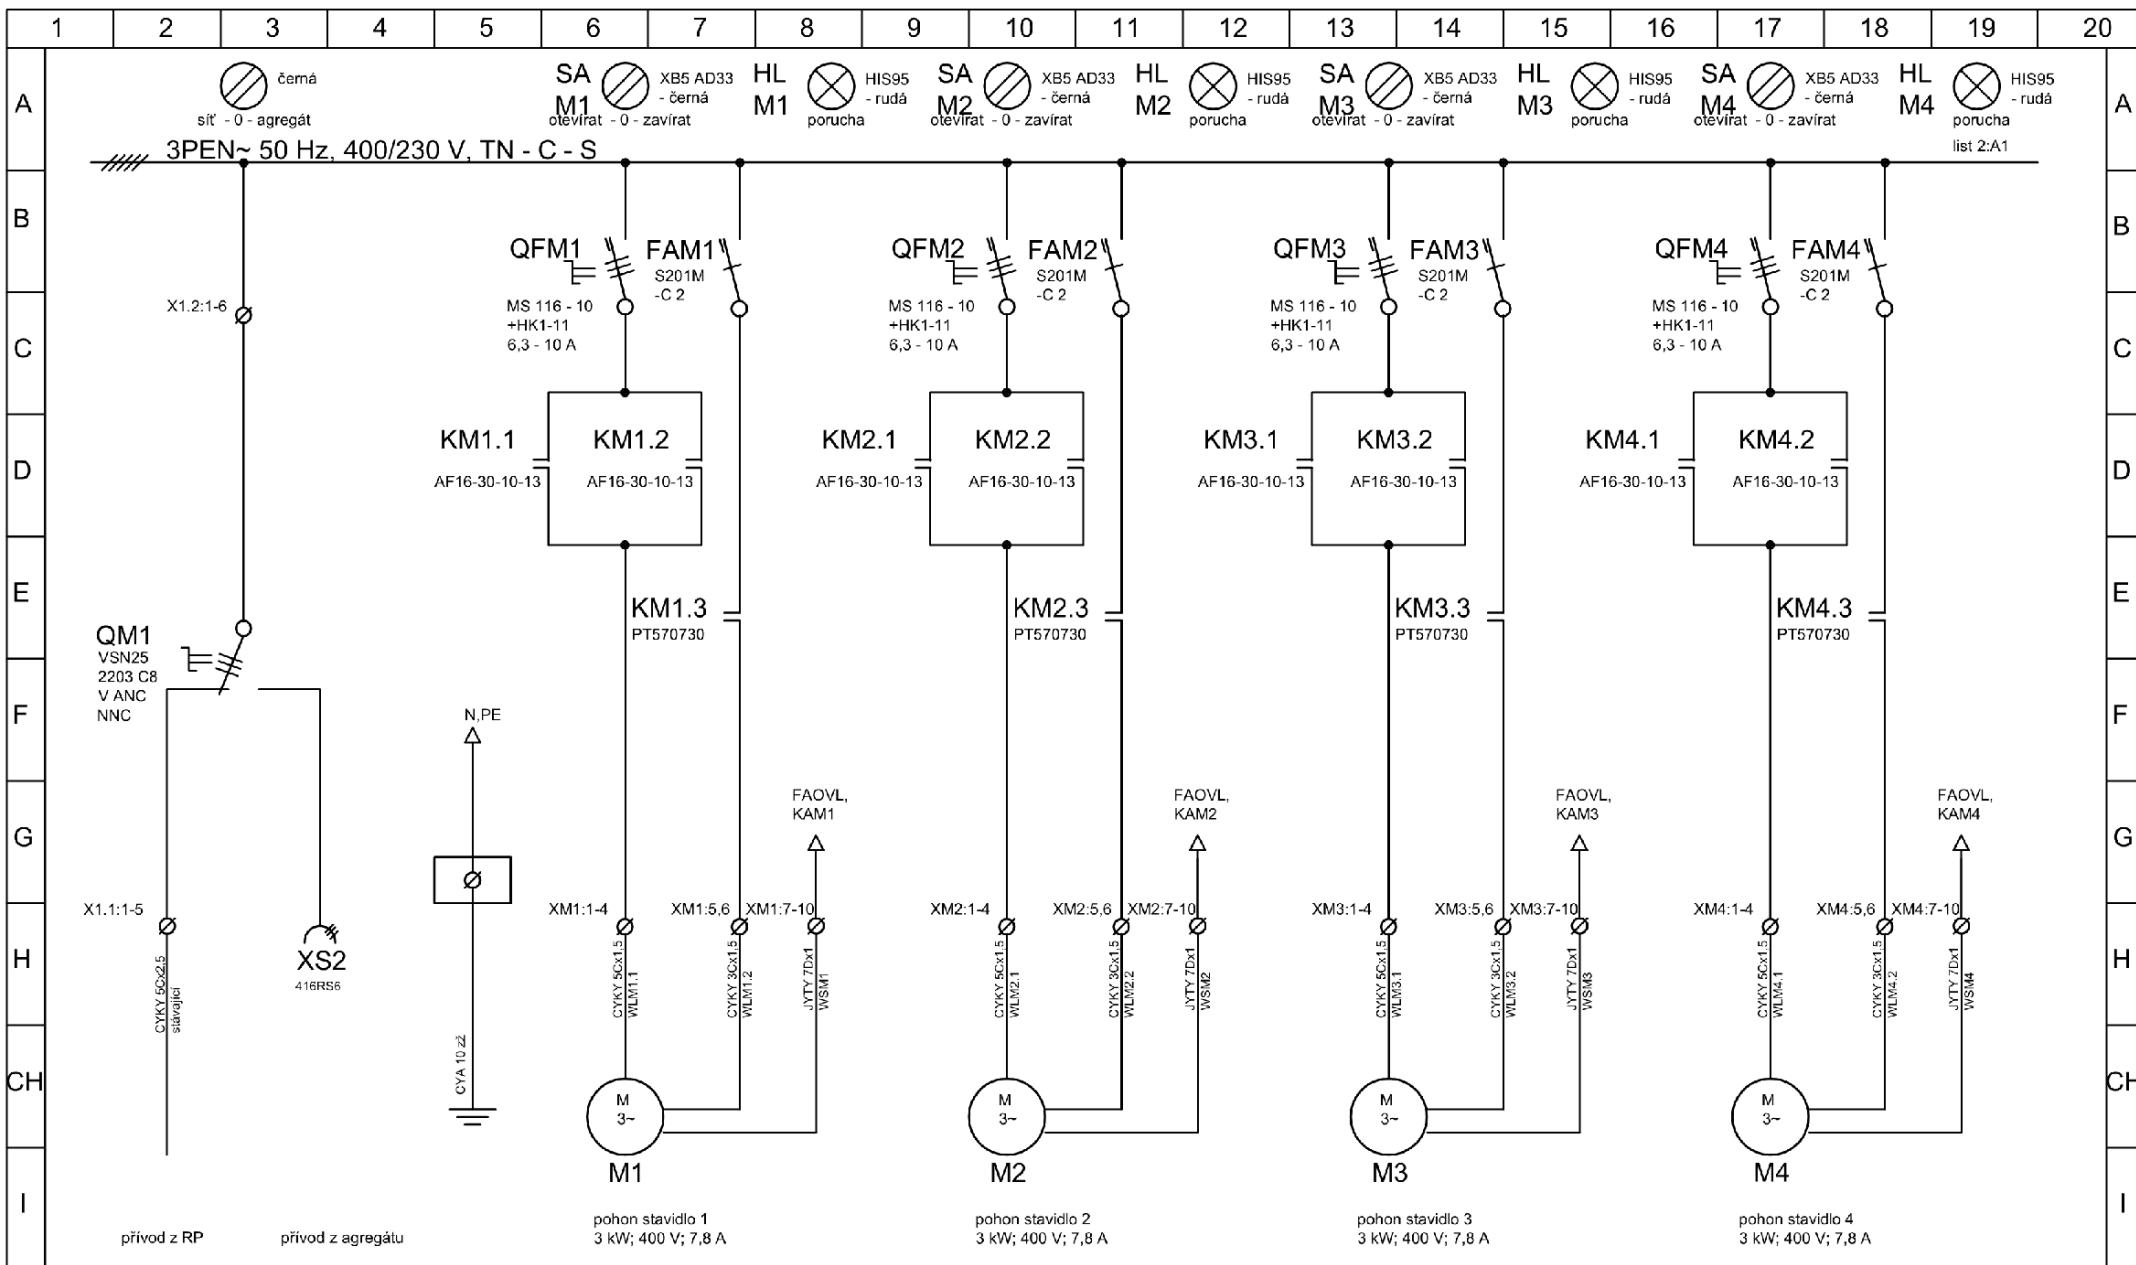 1 2 3 4 5 6 7 8 9 10 11 12 13 14 15 16 17 18 19 20
A
A
B
B
C
C
D
D
E
E
F
F
G
G
H
H
CH
CH
I
I
černá
síť - 0 - agregát
SA
M1
XB5 AD33
- černá
otevírat - 0 - zavírat
HL
M1
HIS95
- rudá
porucha
SA
M2
XB5 AD33
- černá
otevírat - 0 - zavírat
HL
M2
HIS95
- rudá
porucha
SA
M3
XB5 AD33
- černá
otevírat - 0 - zavírat
HL
M3
HIS95
- rudá
porucha
SA
M4
XB5 AD33
- černá
otevírat - 0 - zavírat
HL
M4
HIS95
- rudá
porucha
list 2:A1
3PEN~ 50 Hz, 400/230 V, TN - C - S
X1.2:1-6
QM1
VSN25
2203 C8
V ANC
NNC
X1.1:1-5
CYKY 5Cx2,5
stávající
XS2
416RS6
přívod z RP
přívod z agregátu
N,PE
CYA 10 zž
QFM1
MS 116 - 10
+HK1-11
6,3 - 10 A
FAM1
S201M
-C 2
KM1.1
AF16-30-10-13
KM1.2
AF16-30-10-13
KM1.3
PT570730
FAOVL,
KAM1
XM1:1-4
XM1:5,6
XM1:7-10
CYKY 5Cx1,5
WLM1.1
CYKY 3Cx1,5
WLM1.2
JYTY 7Dx1
WSM1
M
3~
M1
pohon stavidlo 1
3 kW; 400 V; 7,8 A
QFM2
MS 116 - 10
+HK1-11
6,3 - 10 A
FAM2
S201M
-C 2
KM2.1
AF16-30-10-13
KM2.2
AF16-30-10-13
KM2.3
PT570730
FAOVL,
KAM2
XM2:1-4
XM2:5,6
XM2:7-10
CYKY 5Cx1,5
WLM2.1
CYKY 3Cx1,5
WLM2.2
JYTY 7Dx1
WSM2
M
3~
M2
pohon stavidlo 2
3 kW; 400 V; 7,8 A
QFM3
MS 116 - 10
+HK1-11
6,3 - 10 A
FAM3
S201M
-C 2
KM3.1
AF16-30-10-13
KM3.2
AF16-30-10-13
KM3.3
PT570730
FAOVL,
KAM3
XM3:1-4
XM3:5,6
XM3:7-10
CYKY 5Cx1,5
WLM3.1
CYKY 3Cx1,5
WLM3.2
JYTY 7Dx1
WSM3
M
3~
M3
pohon stavidlo 3
3 kW; 400 V; 7,8 A
QFM4
MS 116 - 10
+HK1-11
6,3 - 10 A
FAM4
S201M
-C 2
KM4.1
AF16-30-10-13
KM4.2
AF16-30-10-13
KM4.3
PT570730
FAOVL,
KAM4
XM4:1-4
XM4:5,6
XM4:7-10
CYKY 5Cx1,5
WLM4.1
CYKY 3Cx1,5
WLM4.2
JYTY 7Dx1
WSM4
M
3~
M4
pohon stavidlo 4
3 kW; 400 V; 7,8 A